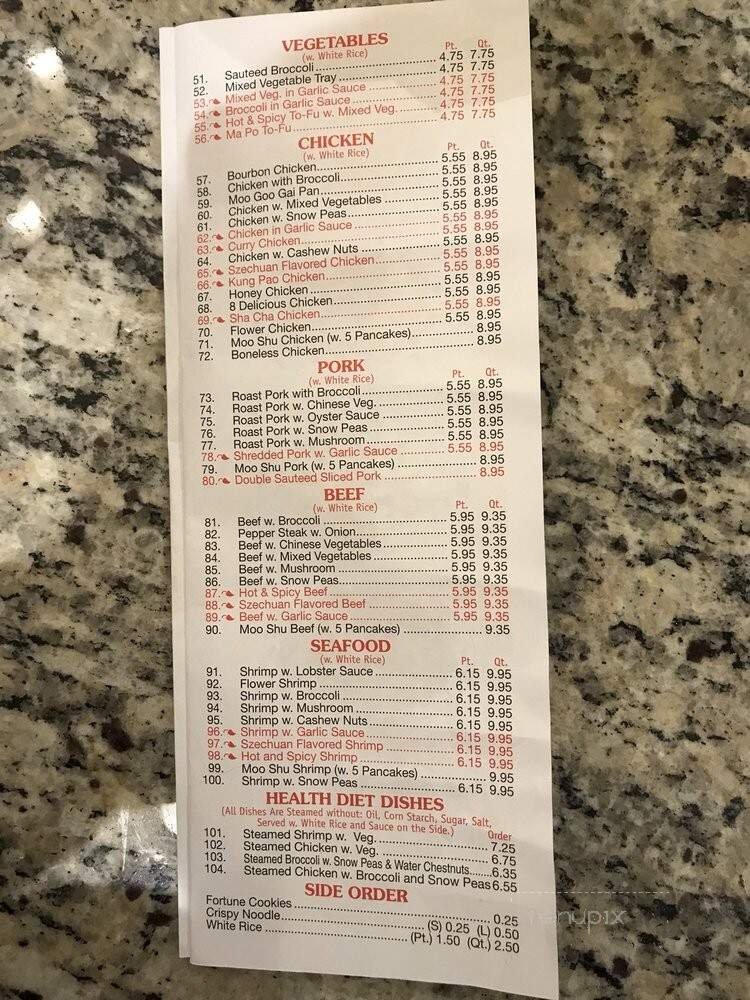 VEGETABLES
(w. White Rice) Pt. Qt.
51. Sauteed Broccoli 4.75 7.75
52. Mixed Vegetable Tray 4.75 7.75
53. Mixed Veg. in Garlic Sauce 4.75 7.75
54. Broccoli in Garlic Sauce 4.75 7.75
55. Hot & Spicy To-Fu w. Mixed Veg. 4.75 7.75
56. Ma Po To-Fu 4.75 7.75
CHICKEN
(w. White Rice) Pt. Qt.
57. Bourbon Chicken 5.55 8.95
58. Chicken with Broccoli 5.55 8.95
59. Moo Goo Gai Pan 5.55 8.95
60. Chicken w. Mixed Vegetables 5.55 8.95
61. Chicken w. Snow Peas 5.55 8.95
62. Chicken in Garlic Sauce 5.55 8.95
63. Curry Chicken 5.55 8.95
64. Chicken w. Cashew Nuts 5.55 8.95
65. Szechuan Flavored Chicken 5.55 8.95
66. Kung Pao Chicken 5.55 8.95
67. Honey Chicken 5.55 8.95
68. 8 Delicious Chicken 5.55 8.95
69. Sha Cha Chicken 5.55 8.95
70. Flower Chicken 5.55 8.95
71. Moo Shu Chicken (w. 5 Pancakes) 8.95
72. Boneless Chicken 8.95
PORK
(w. White Rice) Pt. Qt.
73. Roast Pork with Broccoli 5.55 8.95
74. Roast Pork w. Chinese Veg. 5.55 8.95
75. Roast Pork w. Oyster Sauce 5.55 8.95
76. Roast Pork w. Snow Peas 5.55 8.95
77. Roast Pork w. Mushroom 5.55 8.95
78. Shredded Pork w. Garlic Sauce 5.55 8.95
79. Moo Shu Pork (w. 5 Pancakes) 8.95
80. Double Sauteed Sliced Pork 8.95
BEEF
(w. White Rice) Pt. Qt.
81. Beef w. Broccoli 5.95 9.35
82. Pepper Steak w. Onion 5.95 9.35
83. Beef w. Chinese Vegetables 5.95 9.35
84. Beef w. Mixed Vegetables 5.95 9.35
85. Beef w. Mushroom 5.95 9.35
86. Beef w. Snow Peas 5.95 9.35
87. Hot & Spicy Beef 5.95 9.35
88. Szechuan Flavored Beef 5.95 9.35
89. Beef w. Garlic Sauce 5.95 9.35
90. Moo Shu Beef (w. 5 Pancakes) 9.35
SEAFOOD
(w. White Rice) Pt. Qt.
91. Shrimp w. Lobster Sauce 6.15 9.95
92. Flower Shrimp 6.15 9.95
93. Shrimp w. Broccoli 6.15 9.95
94. Shrimp w. Mushroom 6.15 9.95
95. Shrimp w. Cashew Nuts 6.15 9.95
96. Shrimp w. Garlic Sauce 6.15 9.95
97. Szechuan Flavored Shrimp 6.15 9.95
98. Hot and Spicy Shrimp 6.15 9.95
99. Moo Shu Shrimp (w. 5 Pancakes) 9.95
100. Shrimp w. Snow Peas 6.15 9.95
HEALTH DIET DISHES
(All Dishes Are Steamed without: Oil, Corn Starch, Sugar, Salt,
Served w. White Rice and Sauce on the Side.) Order
101. Steamed Shrimp w. Veg. 7.25
102. Steamed Chicken w. Veg. 6.75
103. Steamed Broccoli w. Snow Peas & Water Chestnuts 6.35
104. Steamed Chicken w. Broccoli and Snow Peas 6.55
SIDE ORDER
Fortune Cookies 0.25
Crispy Noodle (S) 0.25 (L) 0.50
White Rice (Pt.) 1.50 (Qt.) 2.50